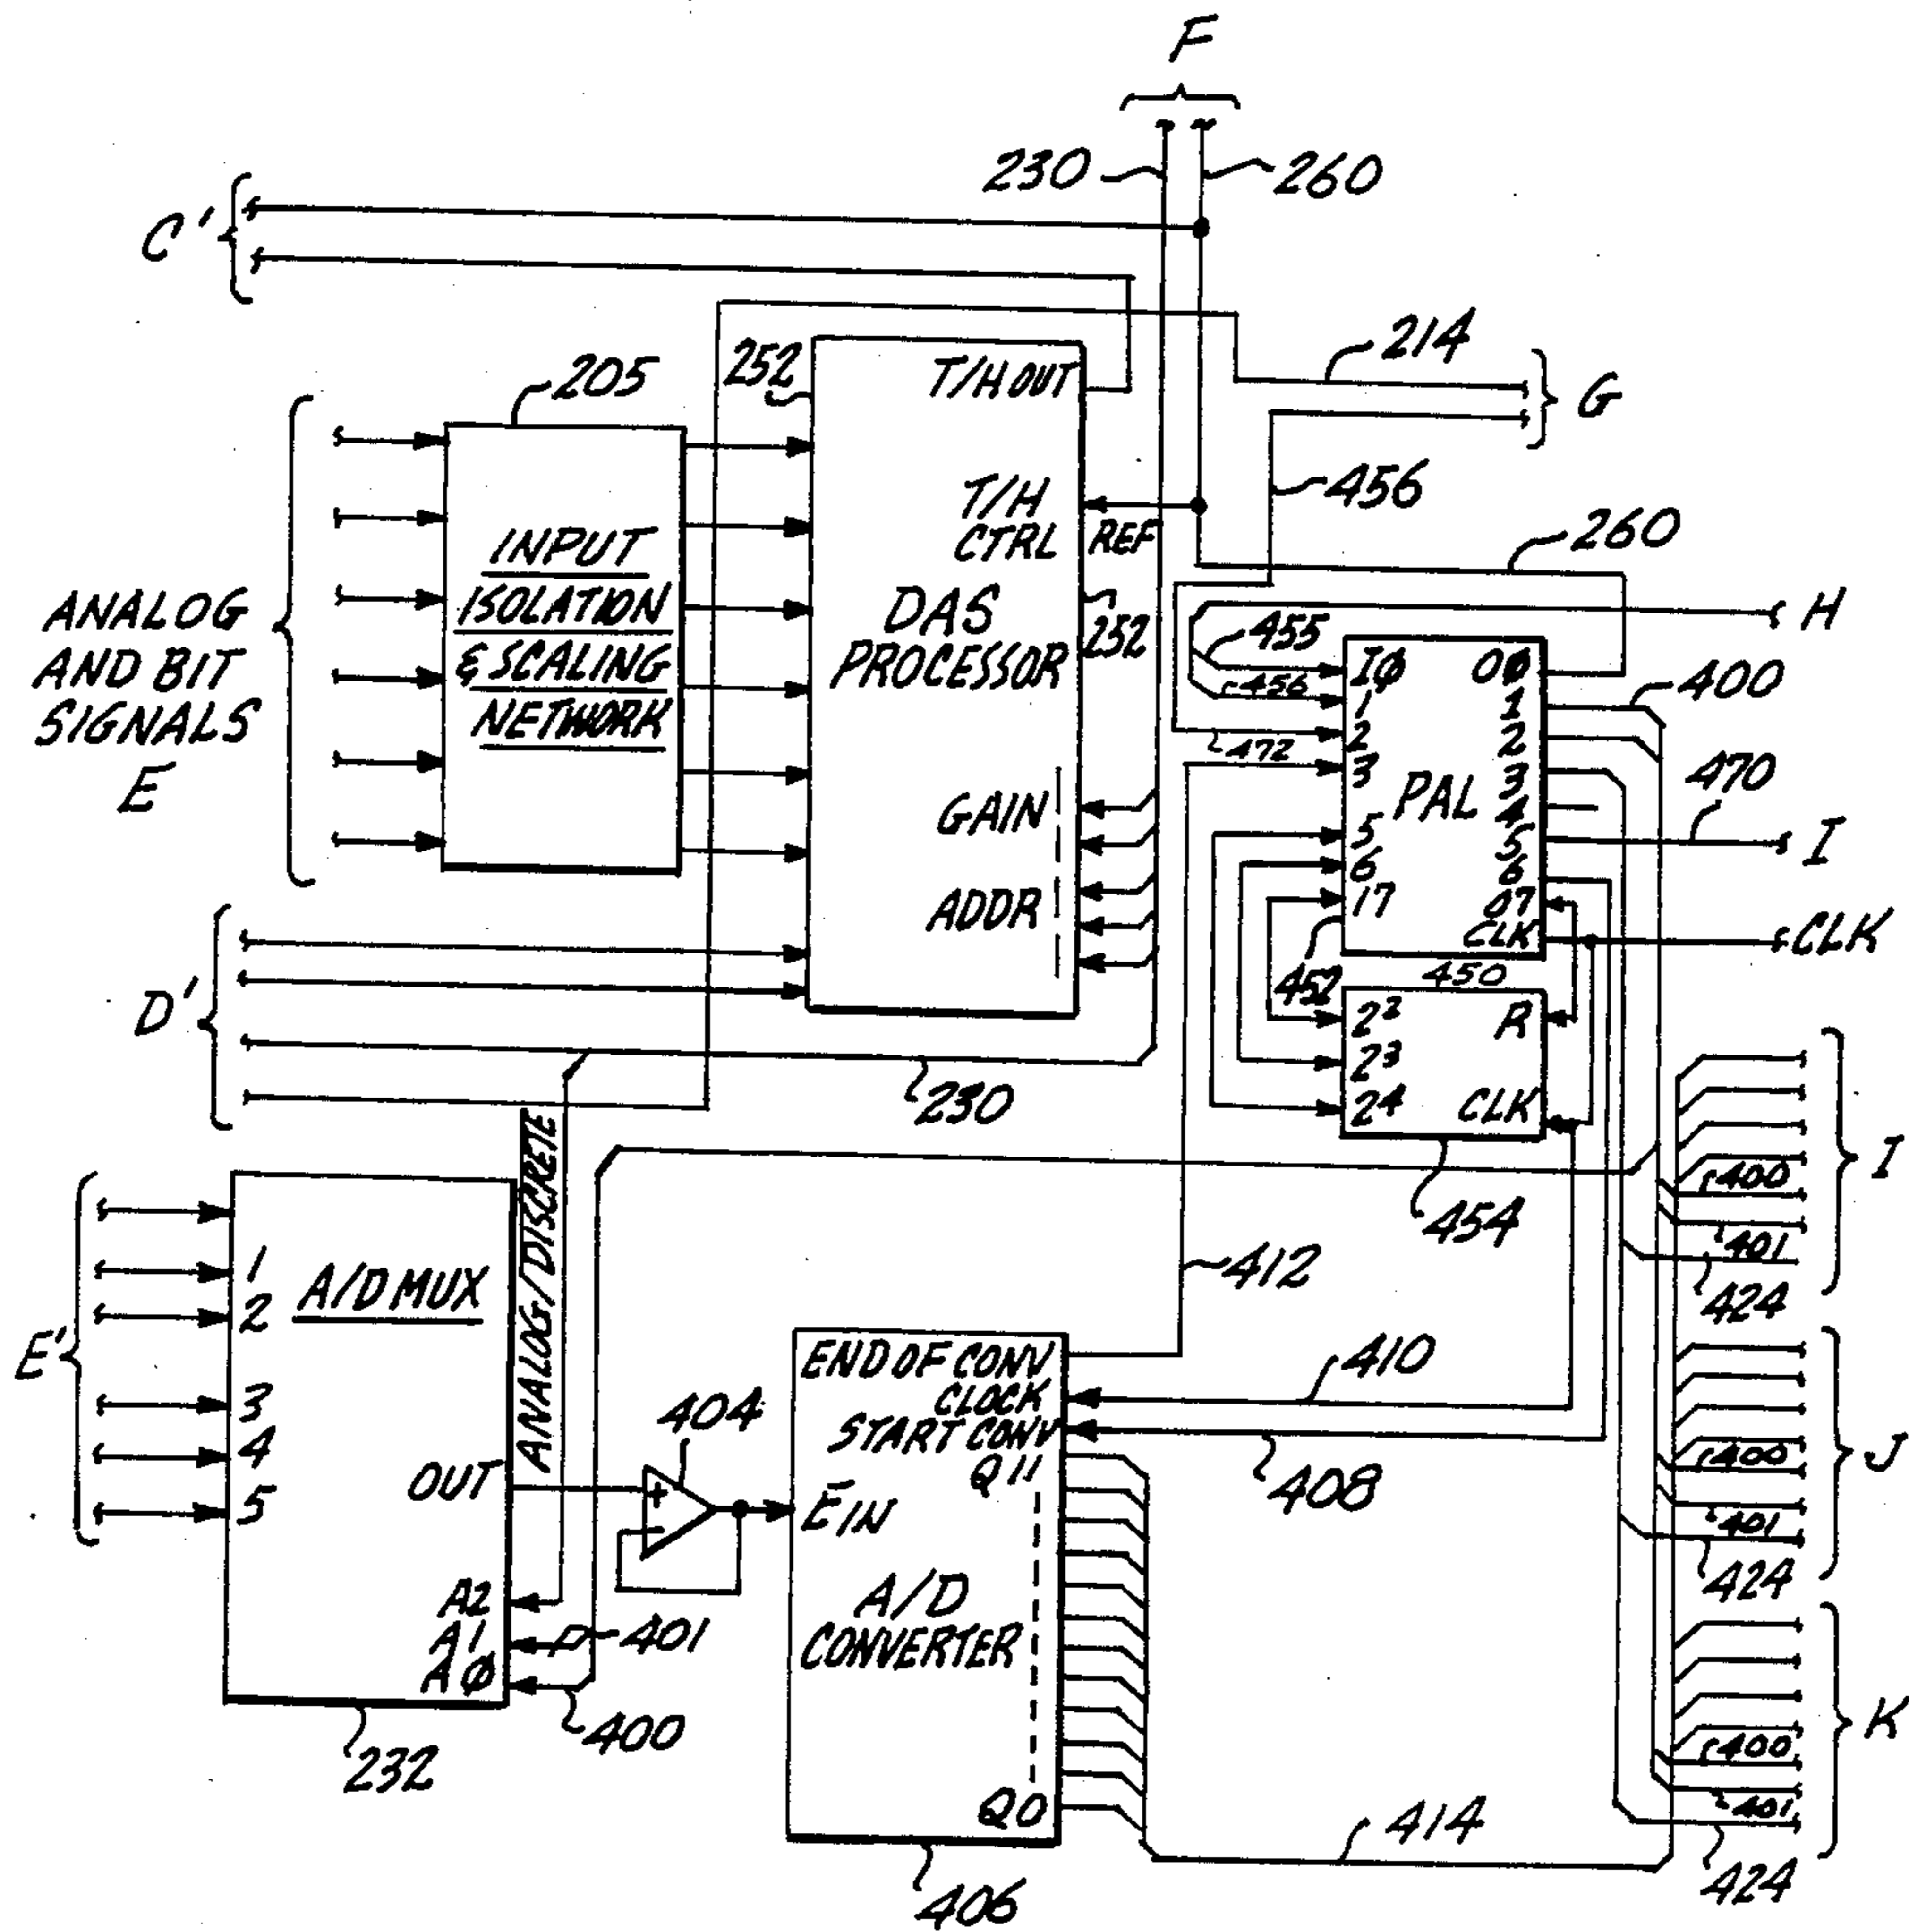 F
230
260
C'
214
G
205
252
T/H OUT
456
T/H
CTRL
REF
260
INPUT
ISOLATION
& SCALING
NETWORK
ANALOG
AND BIT
SIGNALS
E
DAS
PROCESSOR
252
H
455
456
472
IØ
1
2
3
5
6
17
PAL
OØ
1
2
3
4
5
6
07
CLK
400
470
I
CLK
GAIN
ADDR
452
450
452
2²
2³
2⁴
R
CLK
454
D'
230
ANALOG/DISCRETE
E'
1
2
3
4
5
A/D MUX
OUT
A2
A1
AØ
401
400
232
404
+
-
412
END OF CONV
CLOCK
START CONV
Q11
EIN
A/D
CONVERTER
Q0
406
410
408
414
400
401
424
I
400
401
424
J
400
401
424
K